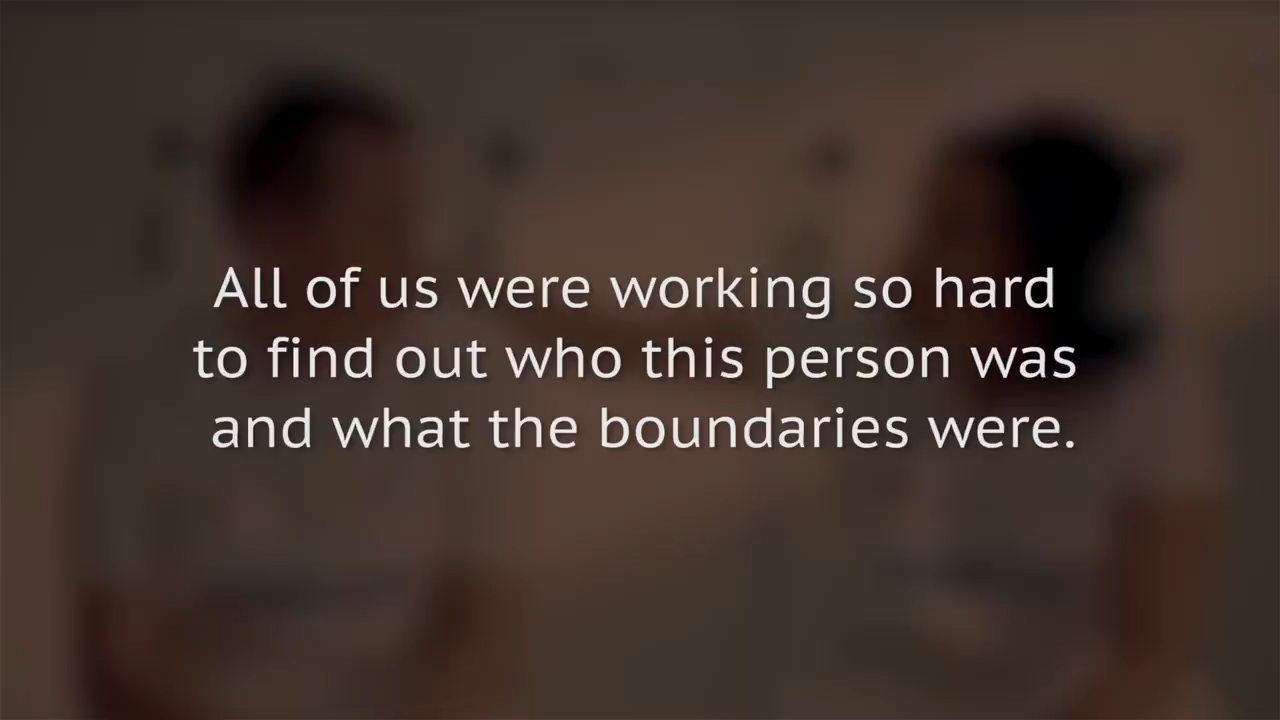 All of us were working so hard
to find out who this person was
and what the boundaries were.